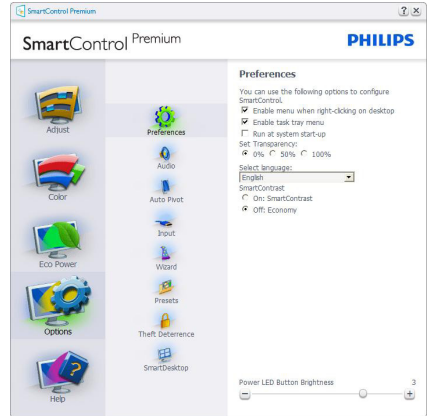 SmartControl Premium
SmartControl Premium
PHILIPS
Adjust
Color
Eco Power
Options
Help
Preferences
Audio
Auto Pivot
Input
Wizard
Presets
Theft Deterrence
SmartDesktop
Preferences
You can use the following options to configure
SmartControl.
Enable menu when right-clicking on desktop
Enable task tray menu
Run at system start-up
Set Transparency:
0% 50% 100%
Select language:
English
SmartContrast
On: SmartContrast
Off: Economy
Power LED Button Brightness 3